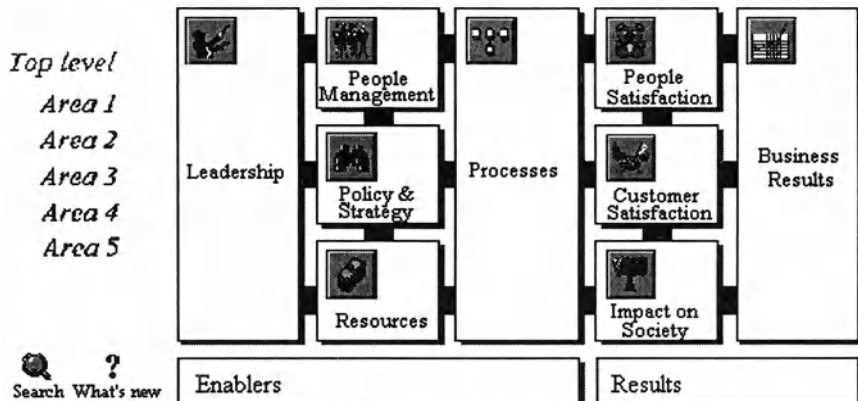 Top level
Area 1
Area 2
Area 3
Area 4
Area 5
?
Search What's new
Leadership
People
Management
Policy &
Strategy
Resources
Processes
People
Satisfaction
Customer
Satisfaction
Impact on
Society
Business
Results
Enablers
Results